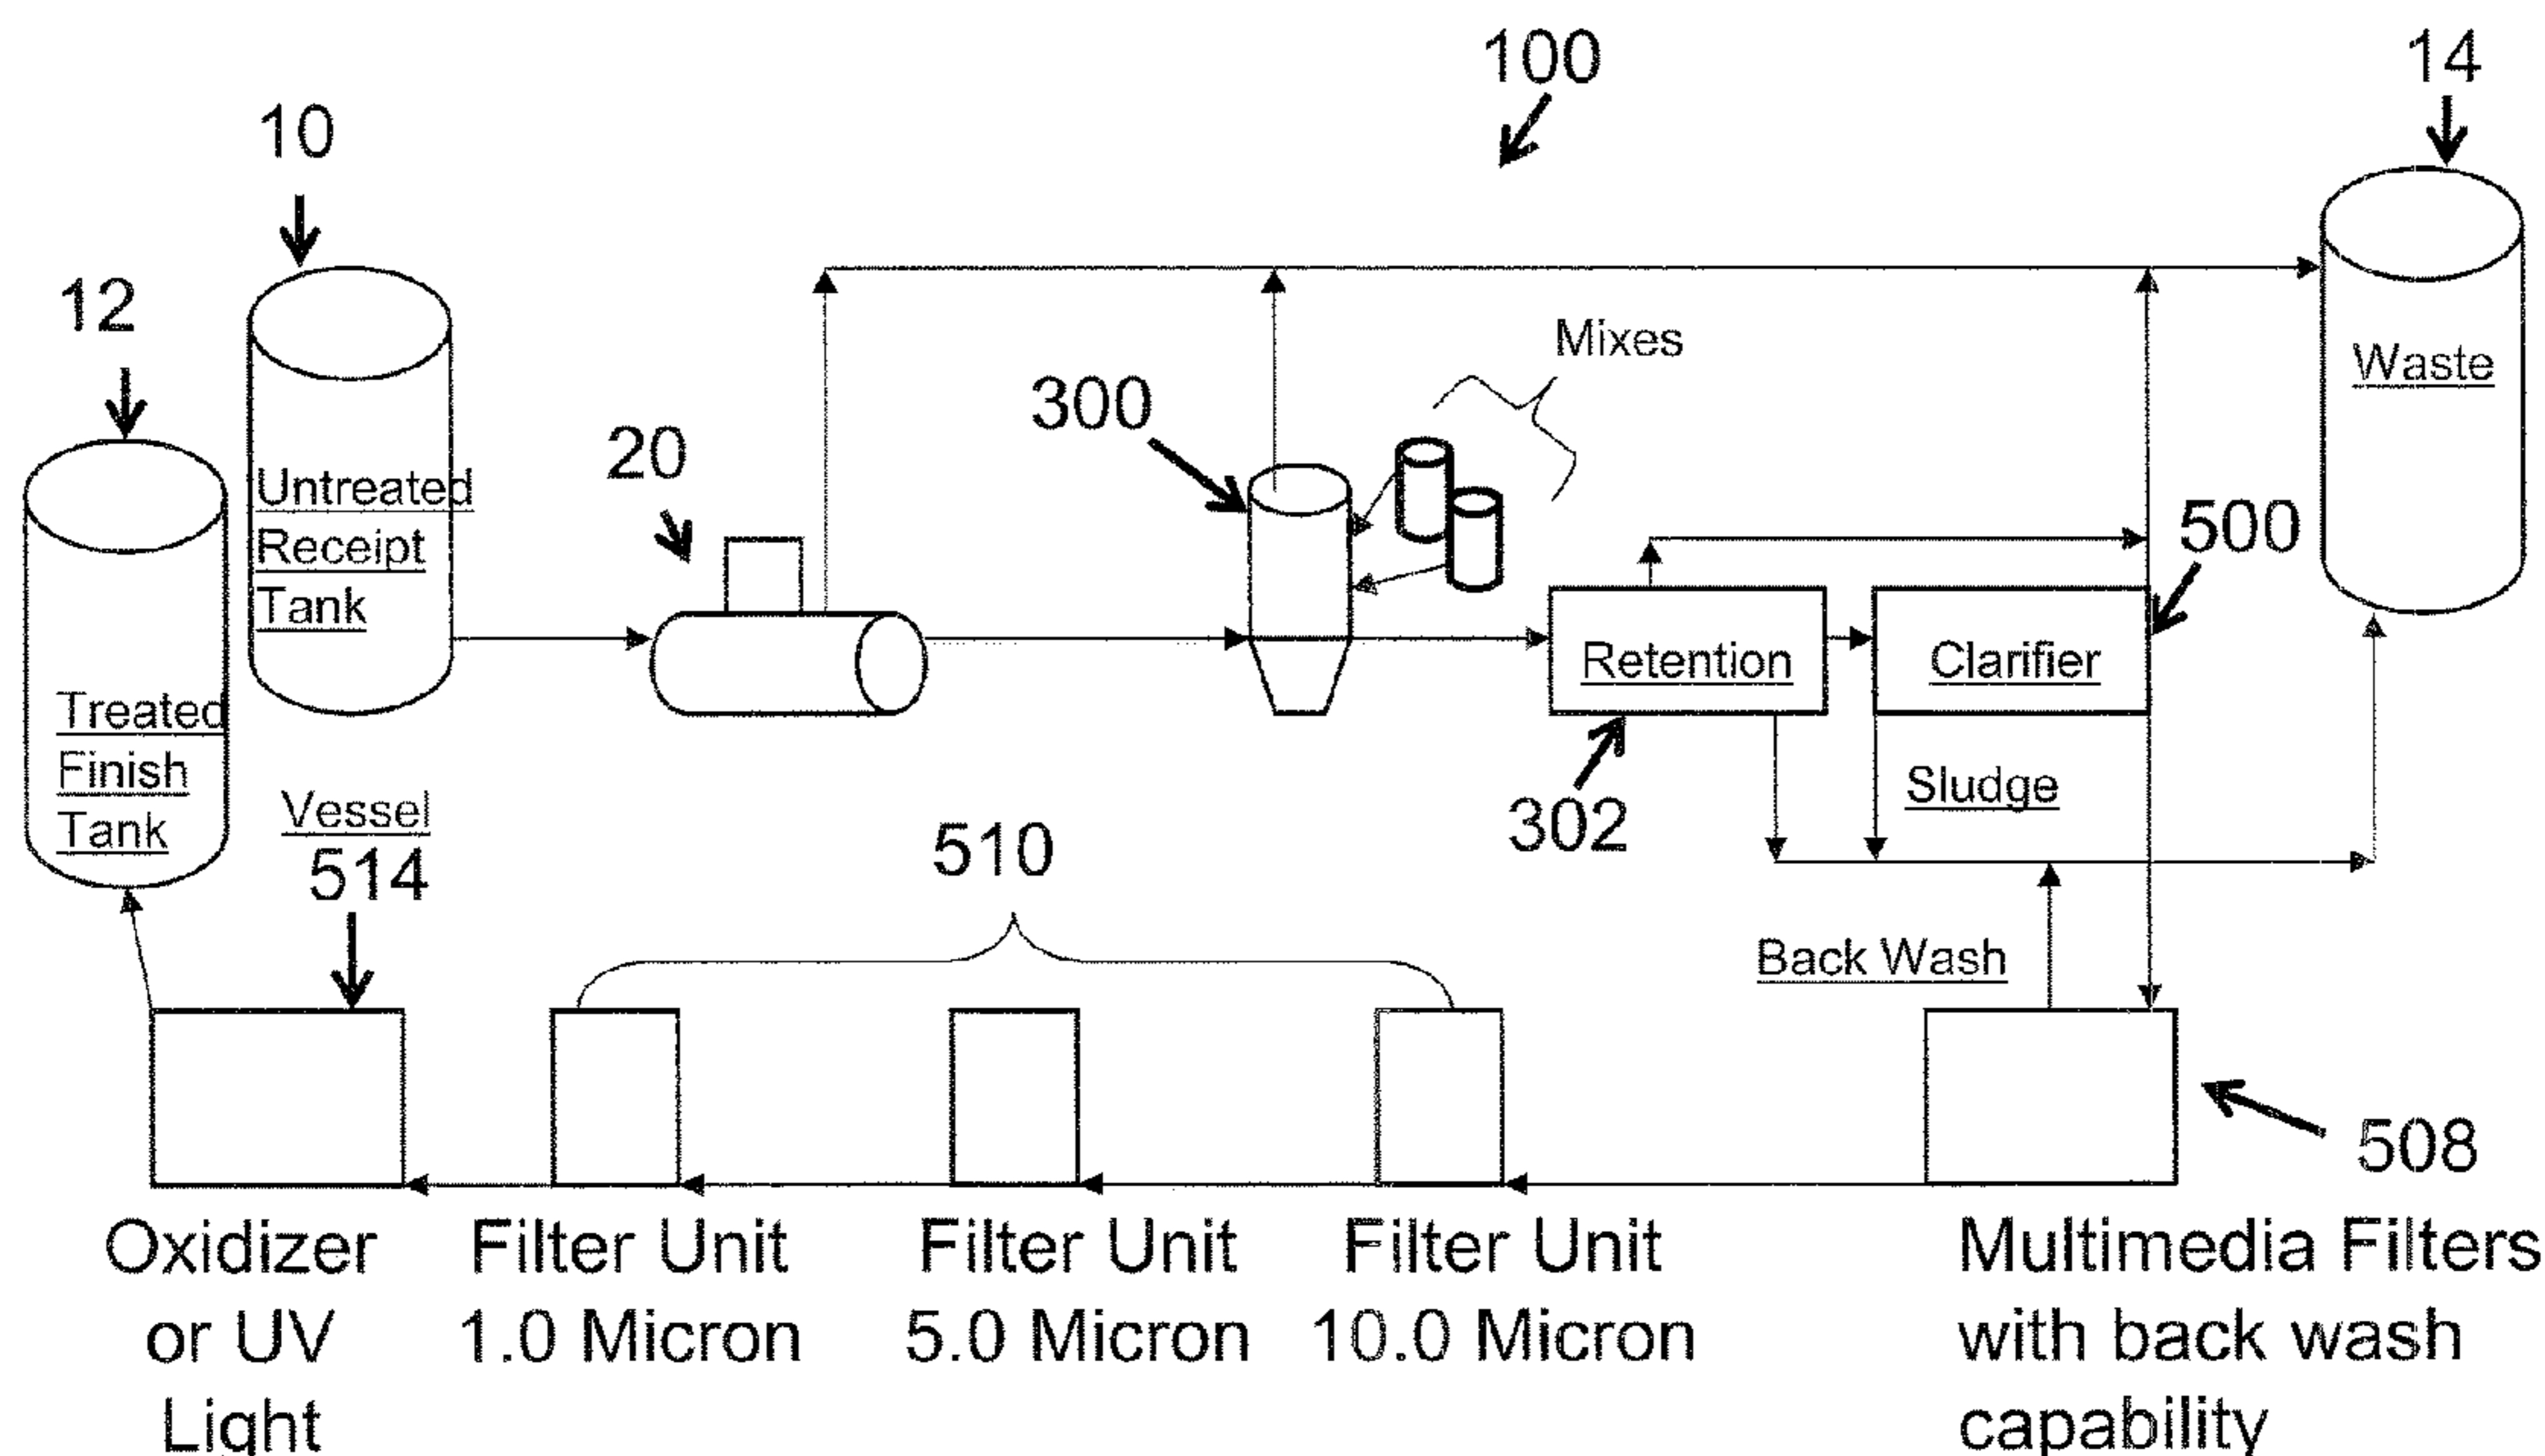 100
14
10
12
Mixes
Waste
300
20
Untreated
Receipt
Tank
500
Retention
Clarifier
Treated
Finish
Tank
Vessel
514
Sludge
302
510
Back Wash
508
Oxidizer
or UV
Light
Filter Unit
1.0 Micron
Filter Unit
5.0 Micron
Filter Unit
10.0 Micron
Multimedia Filters
with back wash
capability